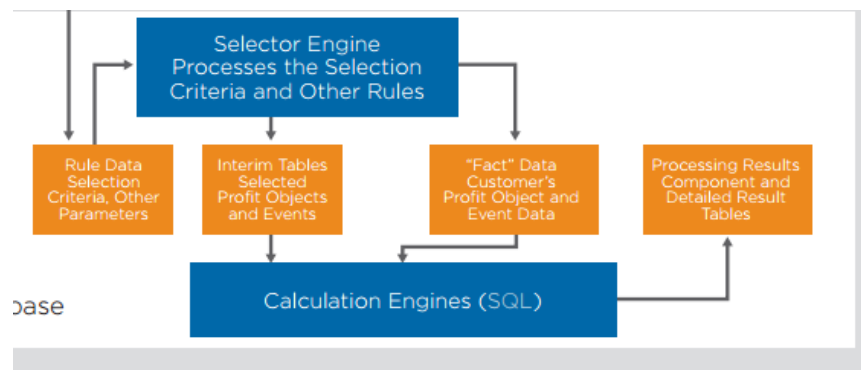 Selector Engine
Processes the Selection
Criteria and Other Rules
Rule Data
Selection
Criteria, Other
Parameters
Interim Tables
Selected
Profit Objects
and Events
“Fact” Data
Customer’s
Profit Object and
Event Data
Processing Results
Component and
Detailed Result
Tables
Calculation Engines (SQL)
base